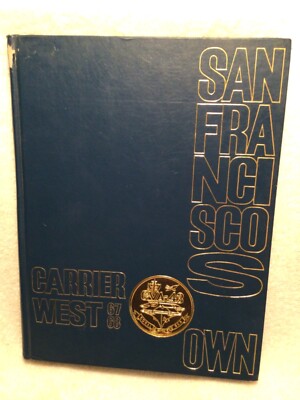 SAN
FRA
NCI
SCO
S
OWN
CARRIER
WEST 67
68